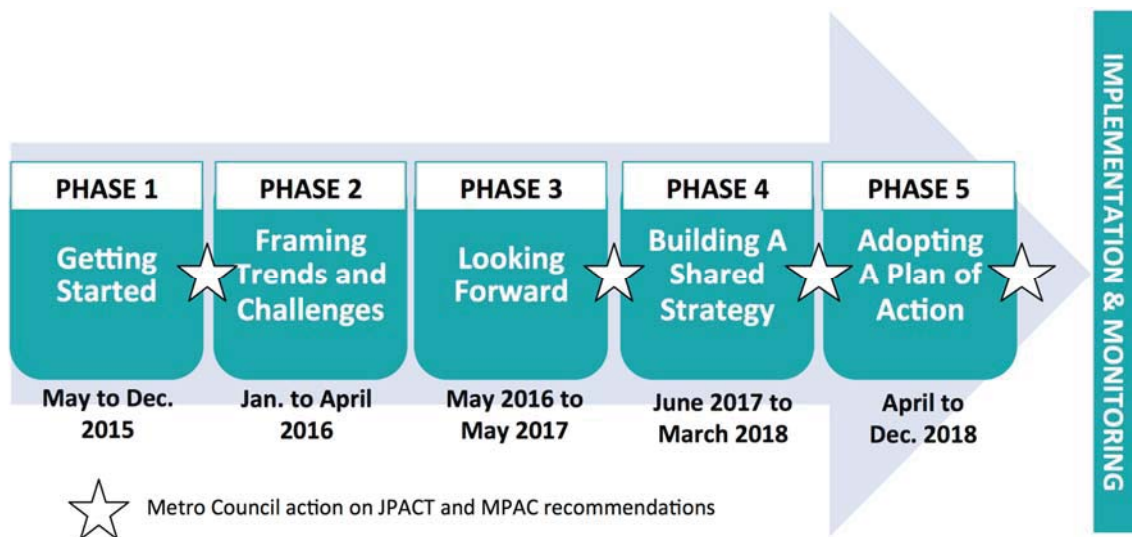 PHASE 1
Getting
Started
May to Dec.
2015
PHASE 2
Framing
Trends and
Challenges
Jan. to April
2016
PHASE 3
Looking
Forward
May 2016 to
May 2017
PHASE 4
Building A
Shared
Strategy
June 2017 to
March 2018
PHASE 5
Adopting
A Plan of
Action
April to
Dec. 2018
IMPLEMENTATION & MONITORING
Metro Council action on JPACT and MPAC recommendations